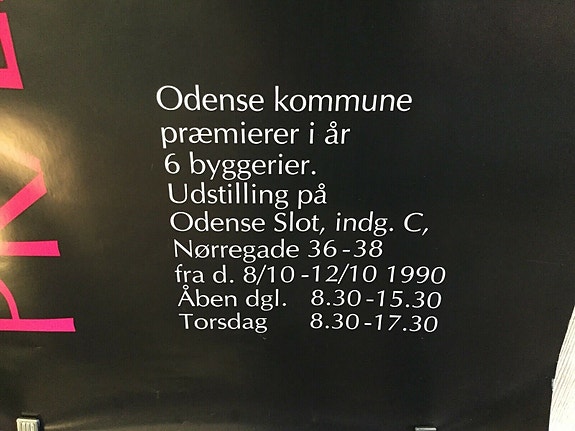 Odense kommune
præmierer i år
6 byggerier.
Udstilling på
Odense Slot, indg. C,
Nørregade 36-38
fra d. 8/10-12/10 1990
Åben dgl. 8.30-15.30
Torsdag 8.30-17.30